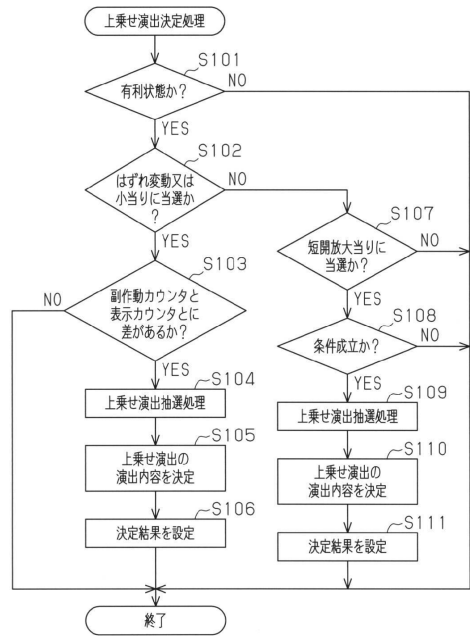 上乗せ演出決定処理
S101
有利状態か？
NO
YES
S102
はずれ変動又は
小当りに当選か
？
NO
YES
S103
副作動カウンタと
表示カウンタとに
差があるか？
NO
YES
S104
上乗せ演出抽選処理
S105
上乗せ演出の
演出内容を決定
S106
決定結果を設定
S107
短開放大当りに
当選か？
NO
YES
S108
条件成立か？
NO
YES
S109
上乗せ演出抽選処理
S110
上乗せ演出の
演出内容を決定
S111
決定結果を設定
終了